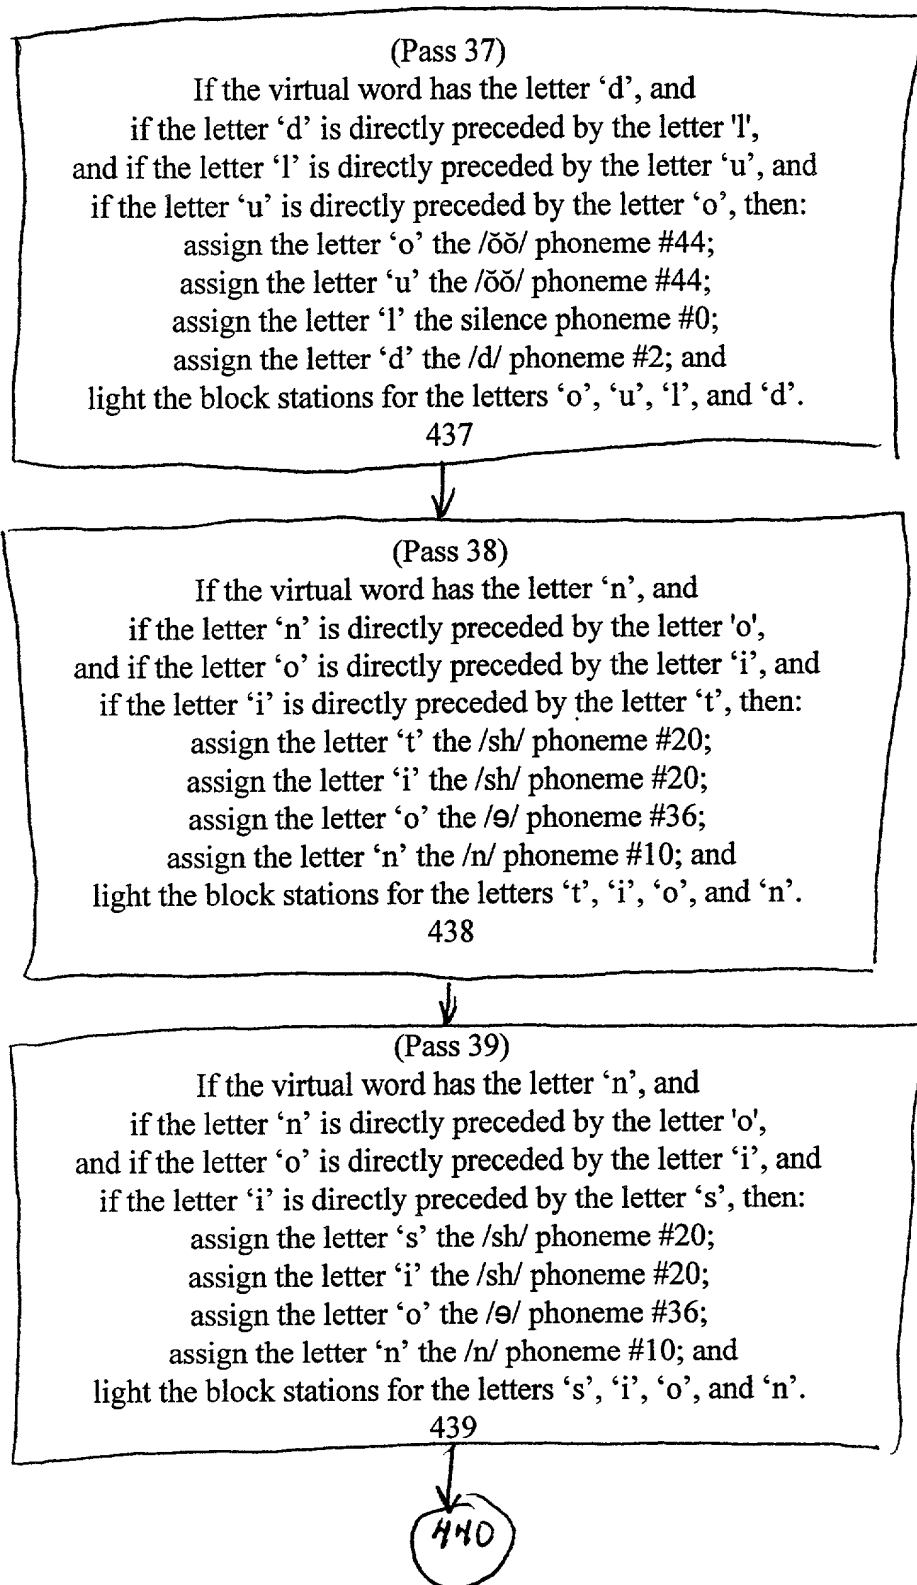 (Pass 37)
If the virtual word has the letter ‘d’, and
if the letter ‘d’ is directly preceded by the letter 'l',
and if the letter ‘l’ is directly preceded by the letter ‘u’, and
if the letter ‘u’ is directly preceded by the letter ‘o’, then:
assign the letter ‘o’ the /ŏŏ/ phoneme #44;
assign the letter ‘u’ the /ŏŏ/ phoneme #44;
assign the letter ‘l’ the silence phoneme #0;
assign the letter ‘d’ the /d/ phoneme #2; and
light the block stations for the letters ‘o’, ‘u’, ‘l’, and ‘d’.
437
(Pass 38)
If the virtual word has the letter ‘n’, and
if the letter ‘n’ is directly preceded by the letter 'o',
and if the letter ‘o’ is directly preceded by the letter ‘i’, and
if the letter ‘i’ is directly preceded by the letter ‘t’, then:
assign the letter ‘t’ the /sh/ phoneme #20;
assign the letter ‘i’ the /sh/ phoneme #20;
assign the letter ‘o’ the /ɘ/ phoneme #36;
assign the letter ‘n’ the /n/ phoneme #10; and
light the block stations for the letters ‘t’, ‘i’, ‘o’, and ‘n’.
438
(Pass 39)
If the virtual word has the letter ‘n’, and
if the letter ‘n’ is directly preceded by the letter 'o',
and if the letter ‘o’ is directly preceded by the letter ‘i’, and
if the letter ‘i’ is directly preceded by the letter ‘s’, then:
assign the letter ‘s’ the /sh/ phoneme #20;
assign the letter ‘i’ the /sh/ phoneme #20;
assign the letter ‘o’ the /ɘ/ phoneme #36;
assign the letter ‘n’ the /n/ phoneme #10; and
light the block stations for the letters ‘s’, ‘i’, ‘o’, and ‘n’.
439
440